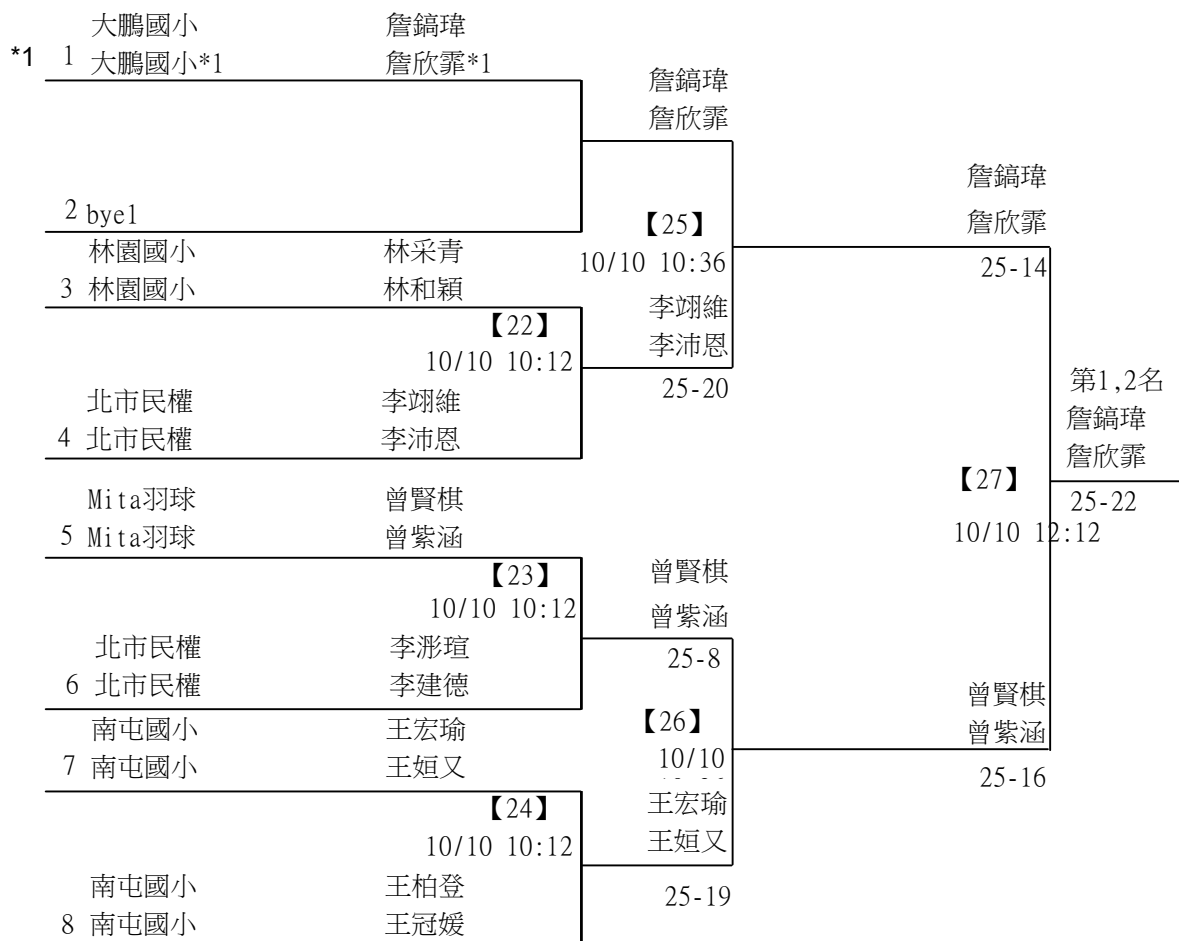 大鵬國小 詹鎬瑋
*1 1 大鵬國小*1 詹欣霏*1
詹鎬瑋
詹欣霏
詹鎬瑋
詹欣霏
25-14
2 bye1
【25】
10/10 10:36
林園國小 林采青
3 林園國小 林和穎
李翊維
李沛恩
25-20
【22】
10/10 10:12
北市民權 李翊維
4 北市民權 李沛恩
第1,2名
詹鎬瑋
詹欣霏
25-22
【27】
10/10 12:12
Mita羽球 曾賢棋
5 Mita羽球 曾紫涵
【23】
10/10 10:12
曾賢棋
曾紫涵
25-8
北市民權 李浵瑄
6 北市民權 李建德
曾賢棋
曾紫涵
25-16
南屯國小 王宏瑜
7 南屯國小 王姮又
【26】
10/10
王宏瑜
王姮又
25-19
【24】
10/10 10:12
南屯國小 王柏登
8 南屯國小 王冠媛